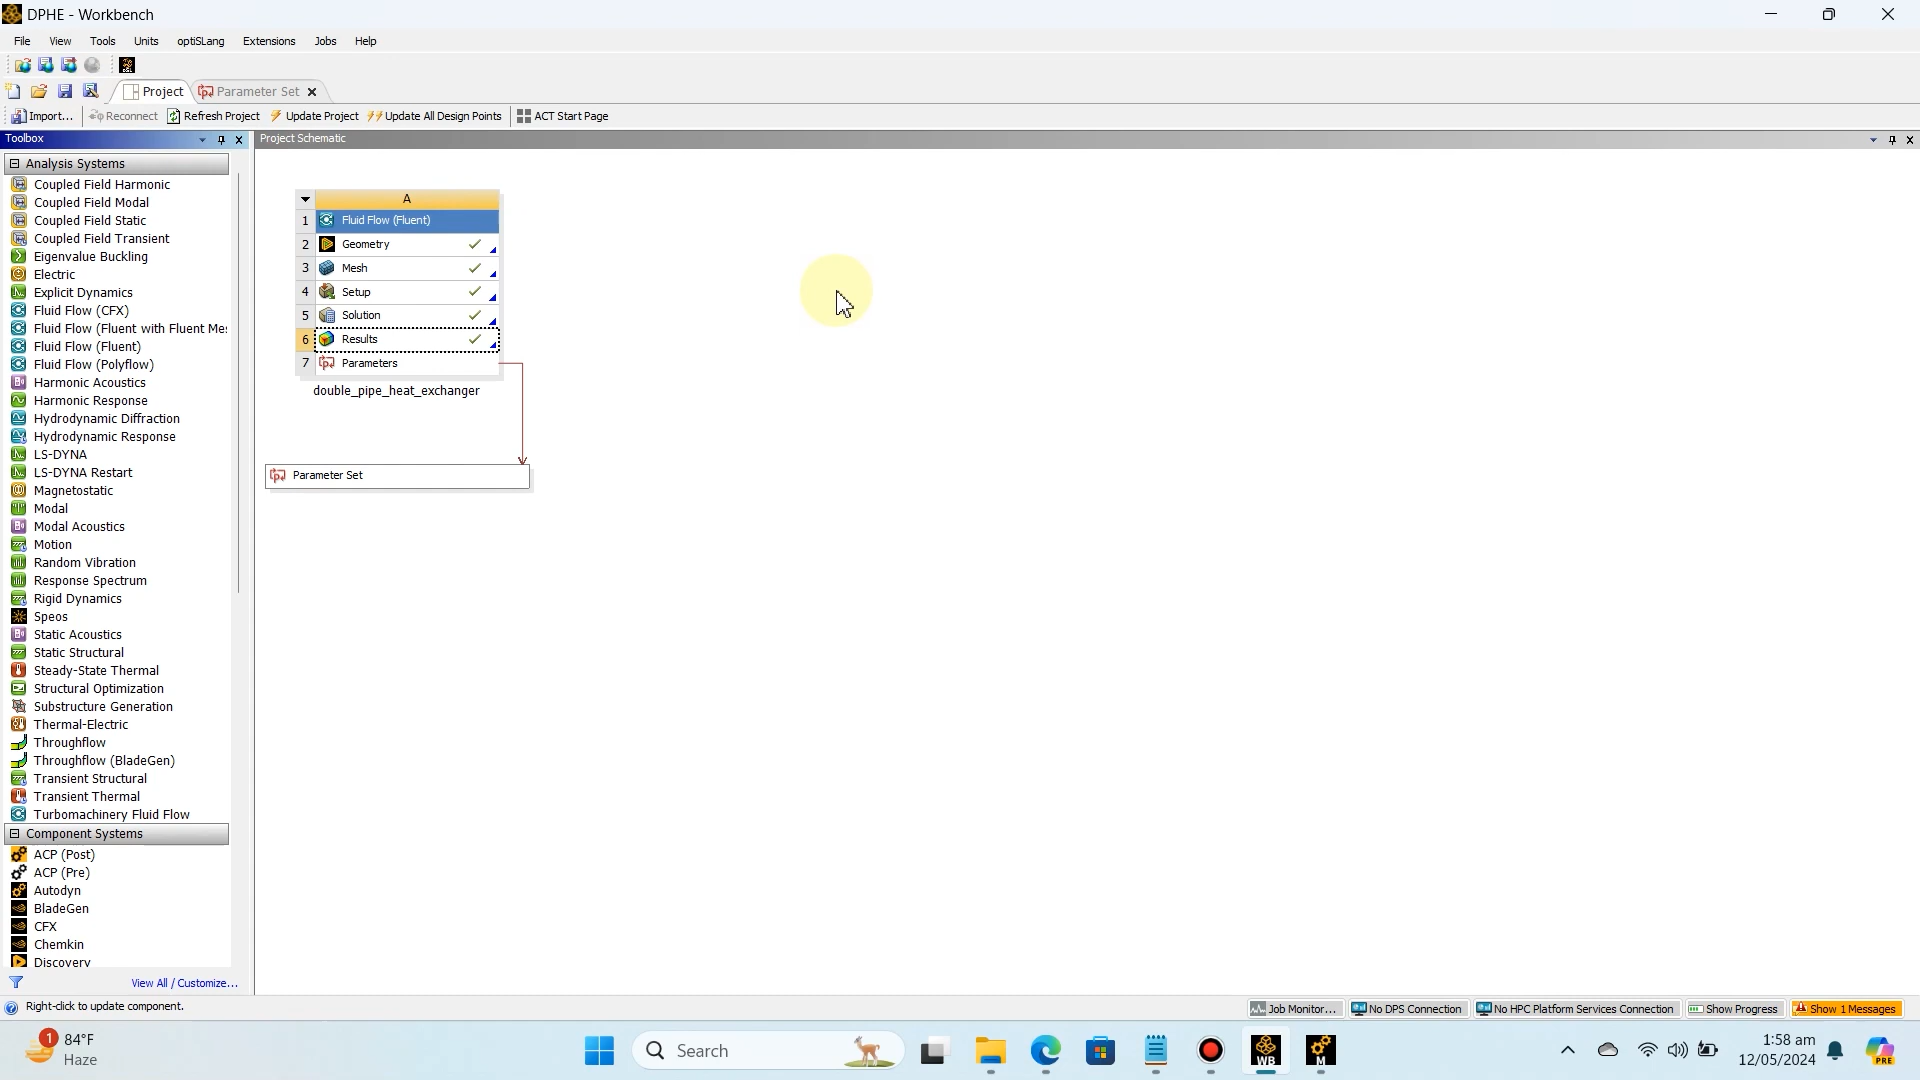 DPHE - Workbench
File View Tools Units optiSLang Extensions Jobs Help
Project Parameter Set
Import... Reconnect Refresh Project Update Project Update All Design Points ACT Start Page
Toolbox
Project Schematic
Analysis Systems
Coupled Field Harmonic
Coupled Field Modal
Coupled Field Static
Coupled Field Transient
Eigenvalue Buckling
Electric
Explicit Dynamics
Fluid Flow (CFX)
Fluid Flow (Fluent with Fluent Me
Fluid Flow (Fluent)
Fluid Flow (Polyflow)
Harmonic Acoustics
Harmonic Response
Hydrodynamic Diffraction
Hydrodynamic Response
LS-DYNA
LS-DYNA Restart
Magnetostatic
Modal
Modal Acoustics
Motion
Random Vibration
Response Spectrum
Rigid Dynamics
Speos
Static Acoustics
Static Structural
Steady-State Thermal
Structural Optimization
Substructure Generation
Thermal-Electric
Throughflow
Throughflow (BladeGen)
Transient Structural
Transient Thermal
Turbomachinery Fluid Flow
Component Systems
ACP (Post)
ACP (Pre)
Autodyn
BladeGen
CFX
Chemkin
Discovery
View All / Customize...
A
1 Fluid Flow (Fluent)
2 Geometry
3 Mesh
4 Setup
5 Solution
6 Results
7 Parameters
double_pipe_heat_exchanger
Parameter Set
Right-click to update component.
Job Monitor... No DPS Connection No HPC Platform Services Connection Show Progress Show 1 Messages
1
84°F
Haze
Search
WB
M
1:58 am
12/05/2024
PRE